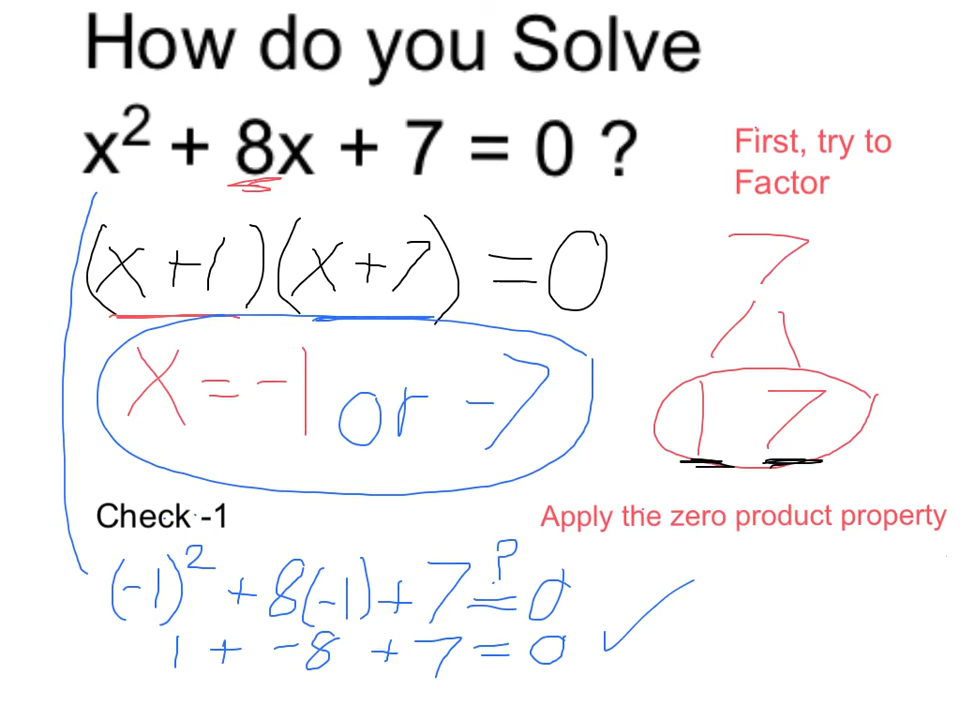 How do you Solve
x² + 8x + 7 = 0 ?
First, try to
Factor
(x+1)(x+7) = 0
7
1 7
x = -1 or -7
Check -1
Apply the zero product property
(-1)² + 8(-1) + 7 ?= 0
1 + -8 + 7 = 0 ✓